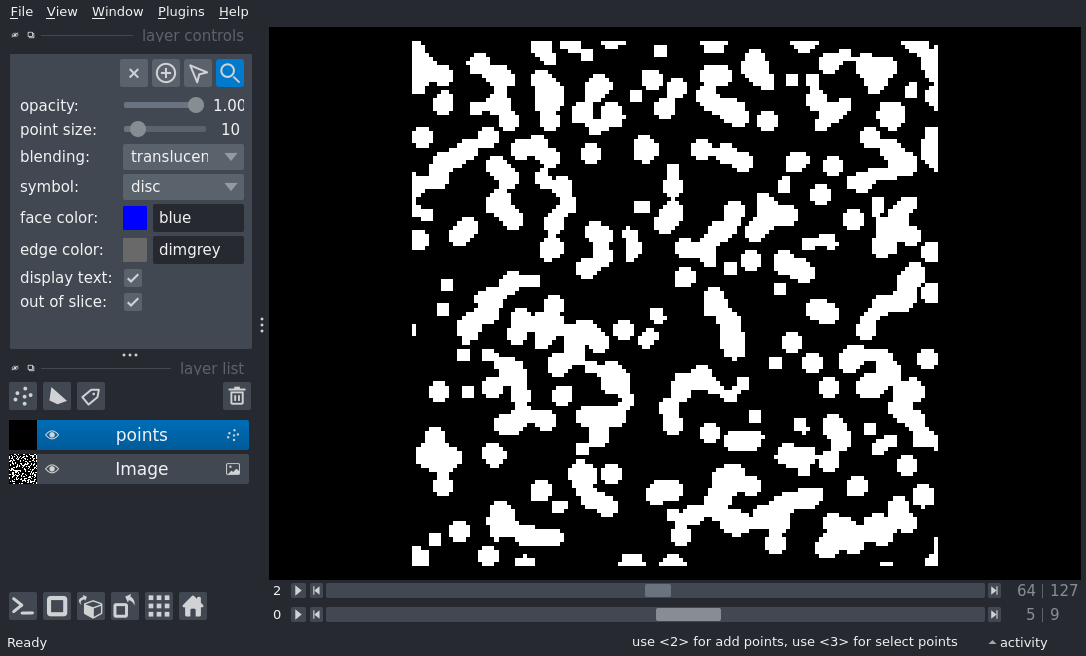 File View Window Plugins Help
layer controls
opacity: 1.00
point size: 10
blending: translucen
symbol: disc
face color: blue
edge color: dimgrey
display text:
out of slice:
layer list
points
Image
2 64 127
0 5 9
Ready use <2> for add points, use <3> for select points activity